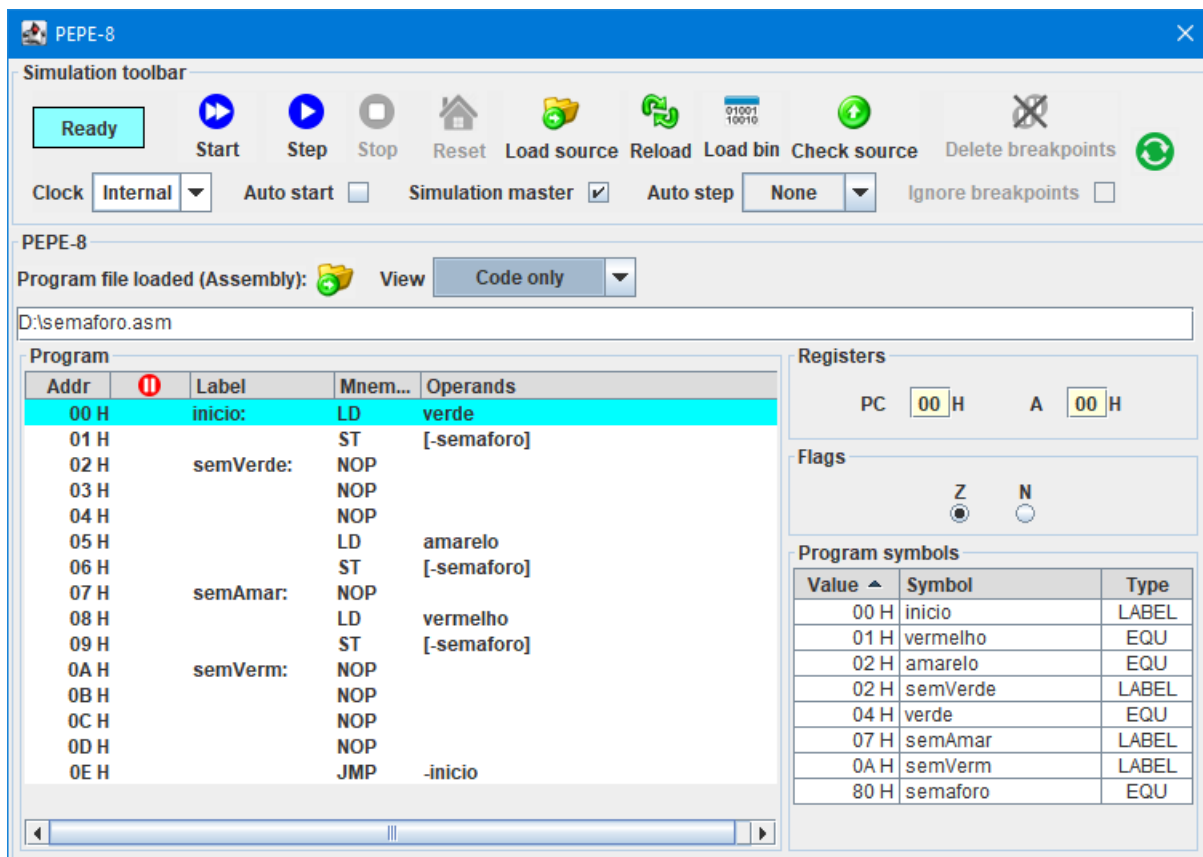 PEPE-8
Simulation toolbar
Ready
Start Step Stop Reset Load source Reload 01001 10010 Load bin Check source Delete breakpoints
Clock Internal Auto start Simulation master Auto step None Ignore breakpoints
PEPE-8
Program file loaded (Assembly): View Code only
D:\semaforo.asm
Program
Addr Label Mnem... Operands
00 H inicio: LD verde
01 H ST [-semaforo]
02 H semVerde: NOP
03 H NOP
04 H NOP
05 H LD amarelo
06 H ST [-semaforo]
07 H semAmar: NOP
08 H LD vermelho
09 H ST [-semaforo]
0A H semVerm: NOP
0B H NOP
0C H NOP
0D H NOP
0E H JMP -inicio
Registers
PC 00 H A 00 H
Flags
Z N
Program symbols
Value Symbol Type
00 H inicio LABEL
01 H vermelho EQU
02 H amarelo EQU
02 H semVerde LABEL
04 H verde EQU
07 H semAmar LABEL
0A H semVerm LABEL
80 H semaforo EQU